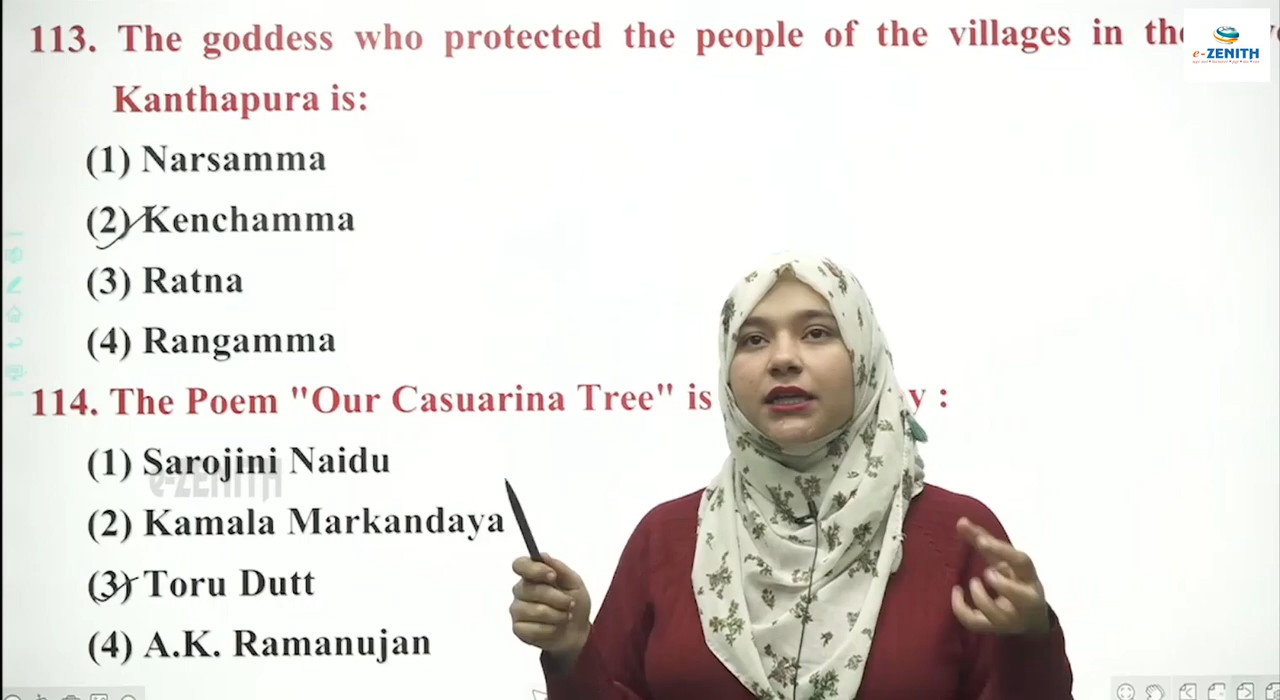 113. The goddess who protected the people of the villages in
Kanthapura is:
(1) Narsamma
(2) Kenchamma
(3) Ratna
(4) Rangamma
114. The Poem "Our Casuarina Tree" is
(1) Sarojini Naidu
(2) Kamala Markandaya
(3) Toru Dutt
(4) A.K. Ramanujan
e-ZENITH
e-ZENITH